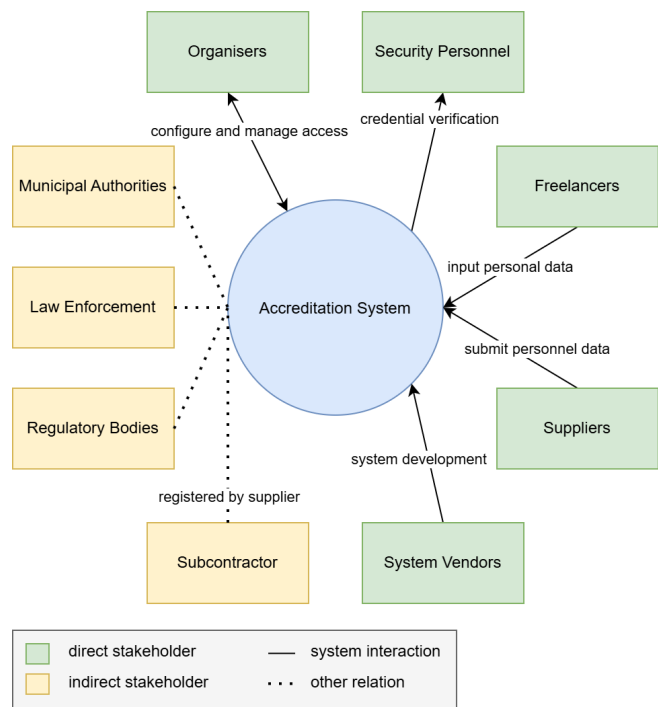 Organisers
Security Personnel
configure and manage access
credential verification
Municipal Authorities
Freelancers
Law Enforcement
Accreditation System
input personal data
submit personnel data
Regulatory Bodies
Suppliers
system development
registered by supplier
Subcontractor
System Vendors
direct stakeholder
system interaction
indirect stakeholder
other relation